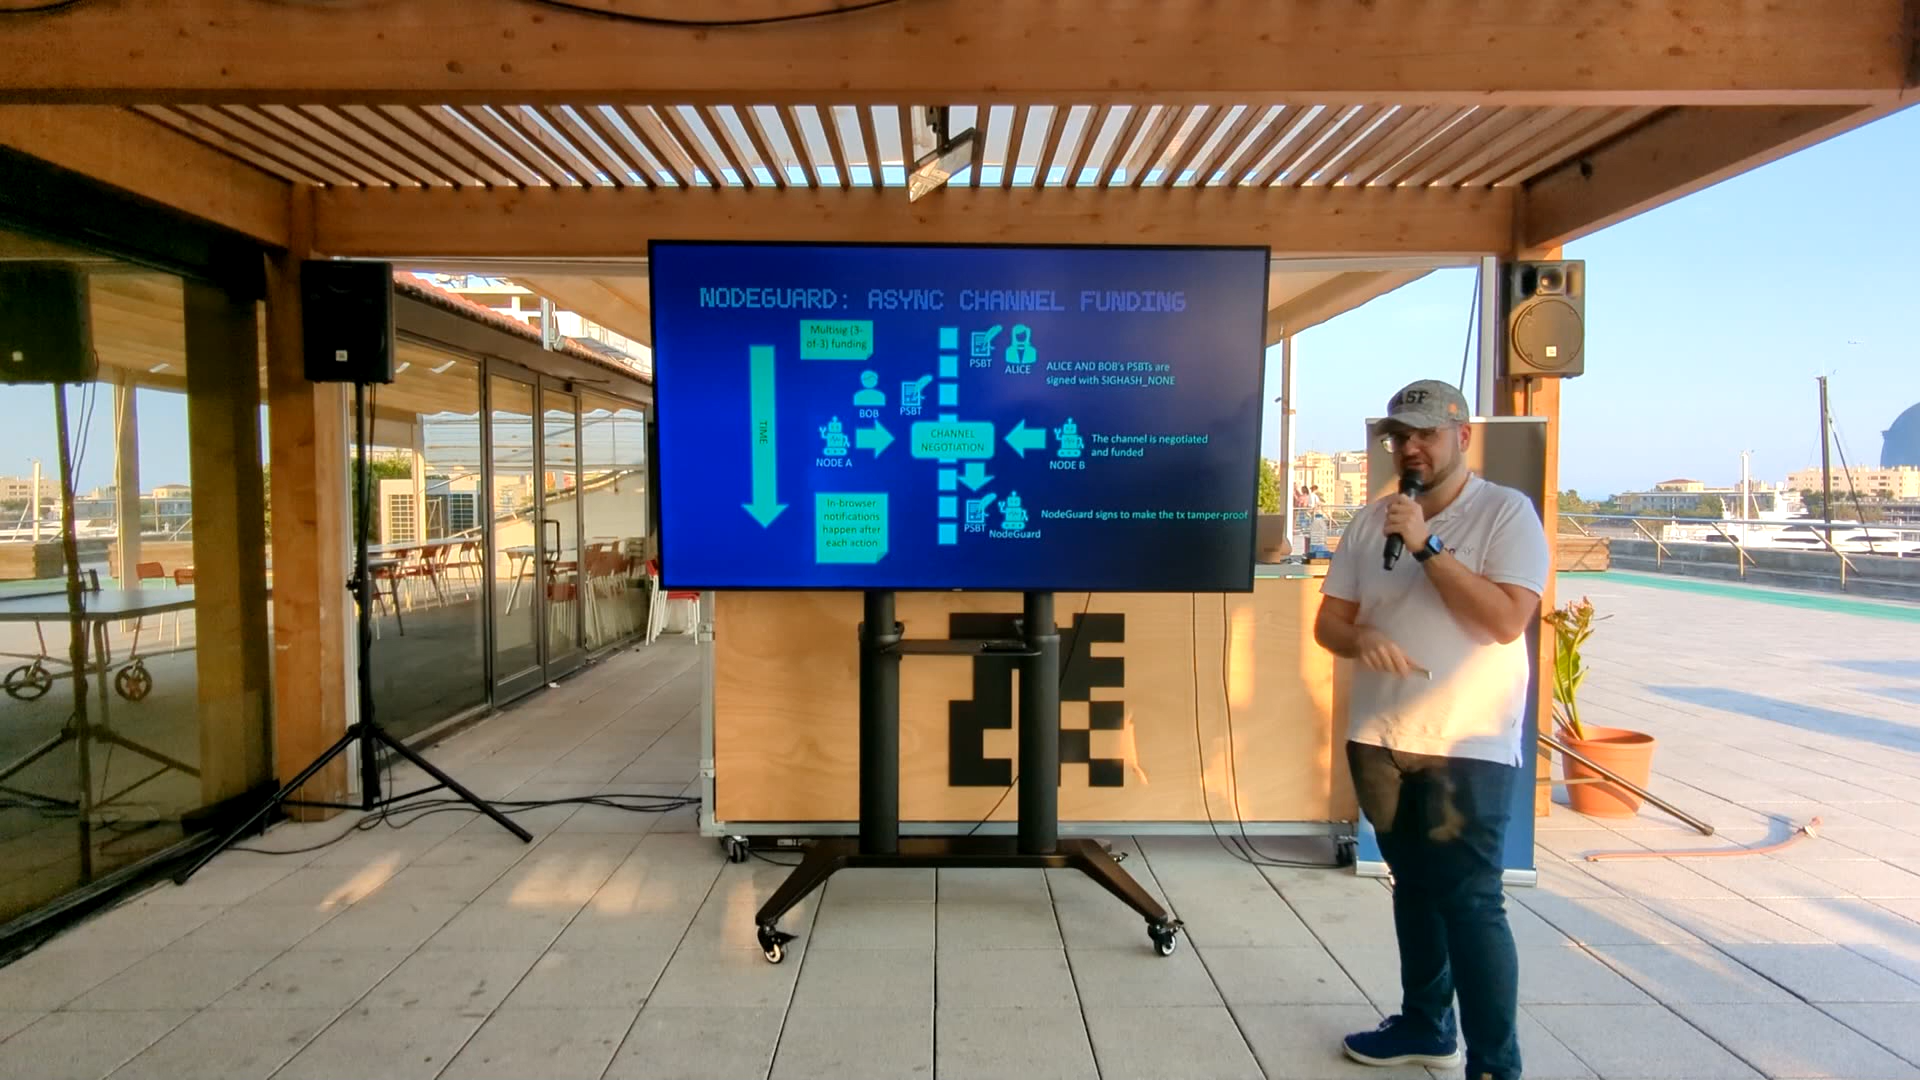 NODEGUARD: ASYNC CHANNEL FUNDING
Multisig (3-
of-3) funding
PSBT
ALICE
ALICE AND BOB's PSBTs are
signed with SIGHASH_NONE
TIME
BOB
PSBT
NODE A
CHANNEL
NEGOTIATION
NODE B
The channel is negotiated
and funded
In-browser
notifications
happen after
each action
PSBT
NodeGuard
NodeGuard signs to make the tx tamper-proof